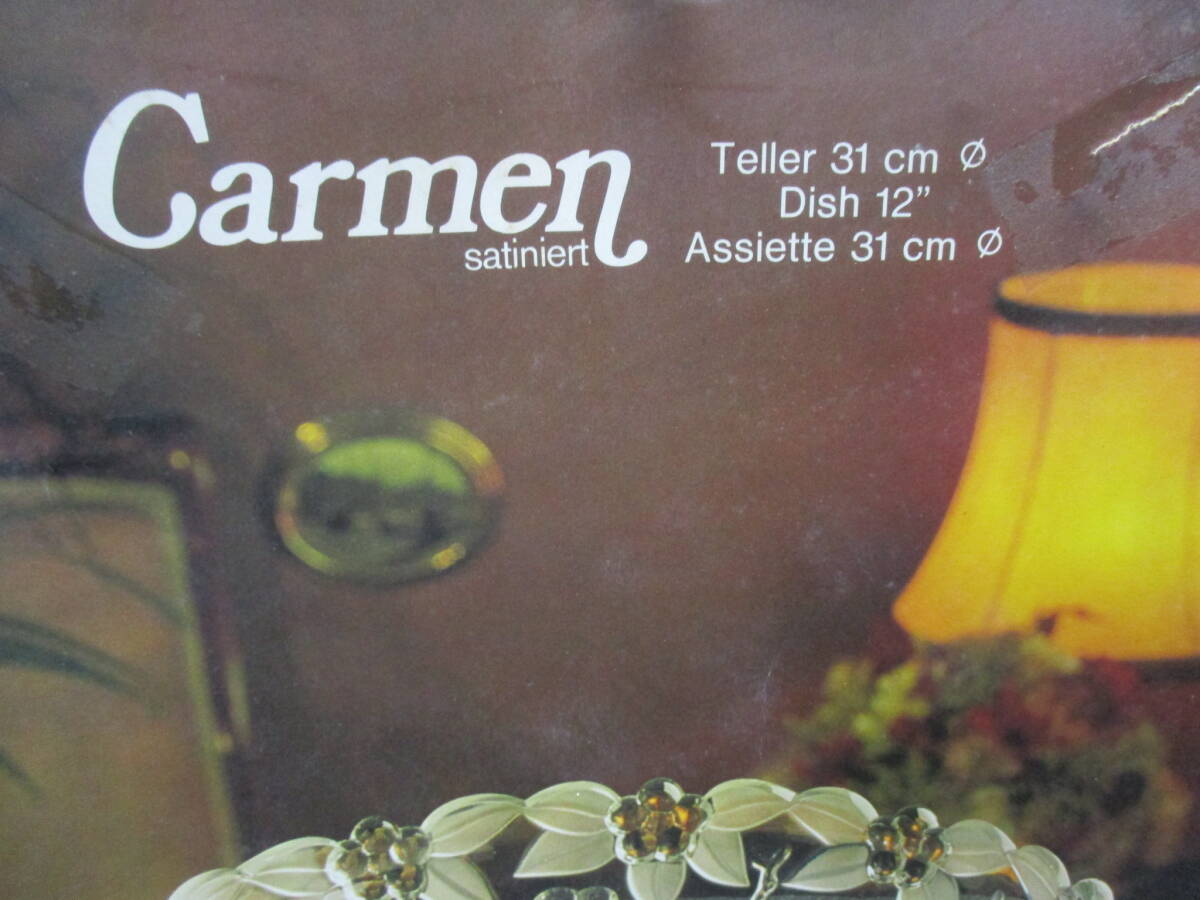 Carmen
satiniert
Teller 31 cm Ø
Dish 12”
Assiette 31 cm Ø